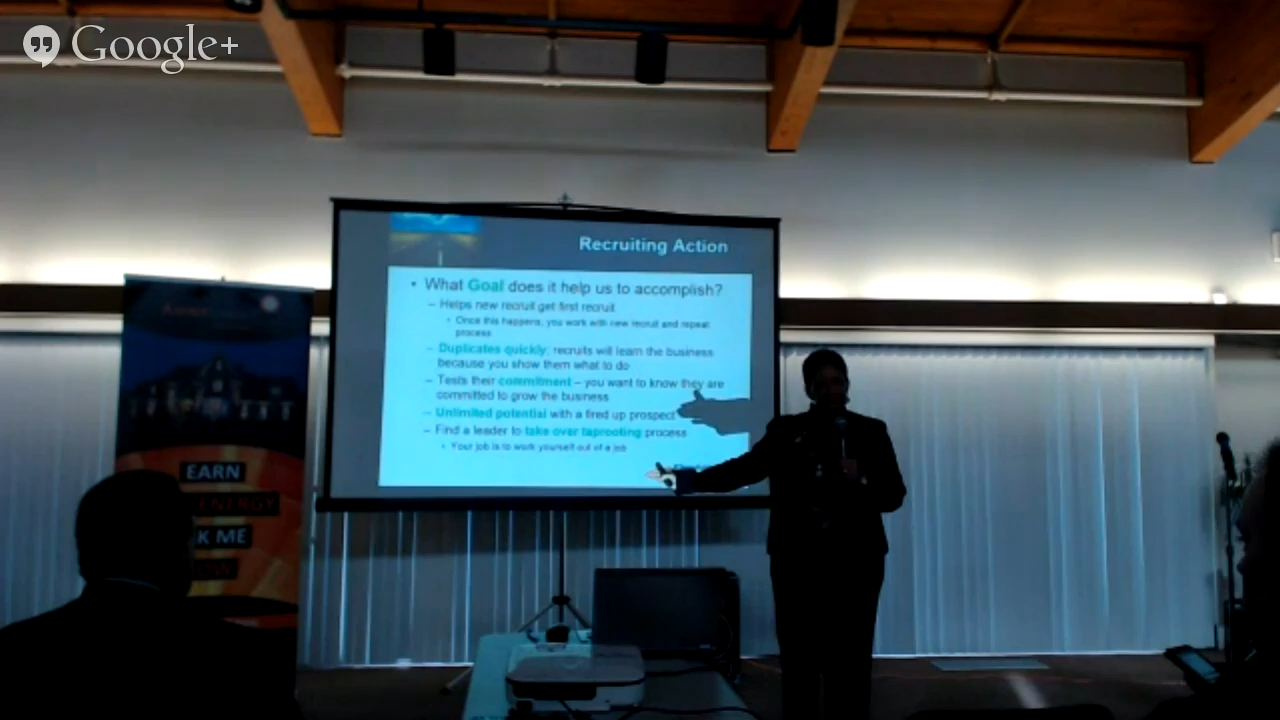 Google+
Recruiting Action
• What Goal does it help us to accomplish?
– Helps new recruit get first recruit
• Once this happens, you work with new recruit and repeat
process
– Duplicates quickly; recruits will learn the business
because you show them what to do
– Tests their commitment – you want to know they are
committed to grow the business
– Unlimited potential with a fired up prospect
– Find a leader to take over taprooting process
• Your job is to work yourself out of a job
EARN
ENERGY
K ME